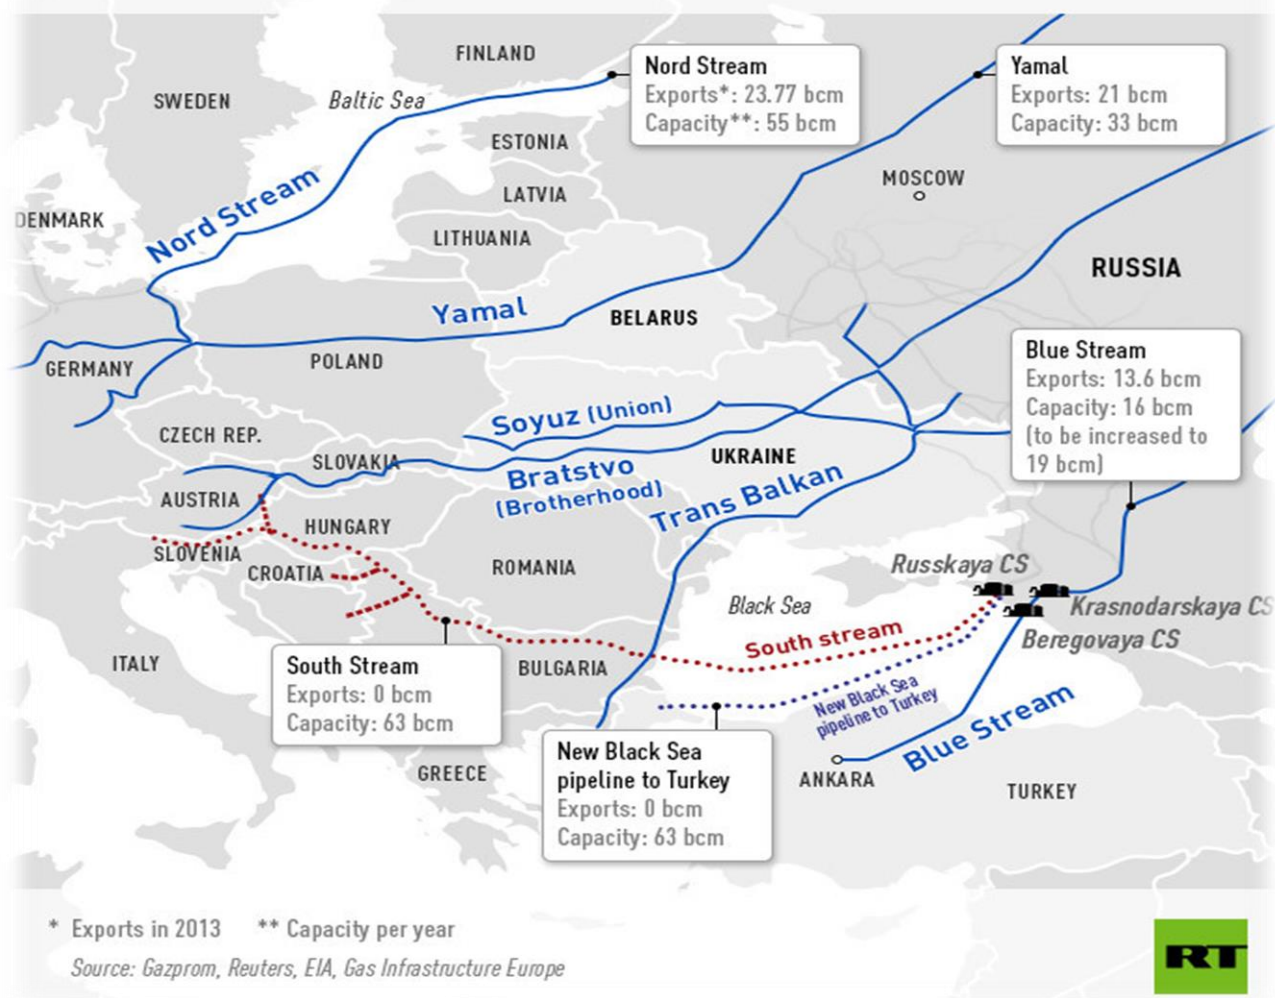 FINLAND
SWEDEN
Baltic Sea
Nord Stream
Exports*: 23.77 bcm
Capacity**: 55 bcm
Yamal
Exports: 21 bcm
Capacity: 33 bcm
ESTONIA
MOSCOW
LATVIA
DENMARK
Nord Stream
LITHUANIA
RUSSIA
Yamal
BELARUS
GERMANY
POLAND
Blue Stream
Exports: 13.6 bcm
Capacity: 16 bcm
(to be increased to
19 bcm)
Soyuz (Union)
CZECH REP.
SLOVAKIA
UKRAINE
Bratstvo
(Brotherhood)
Trans Balkan
AUSTRIA
HUNGARY
SLOVENIA
CROATIA
ROMANIA
Russkaya CS
Black Sea
Krasnodarskaya CS
Beregovaya CS
South stream
ITALY
South Stream
Exports: 0 bcm
Capacity: 63 bcm
BULGARIA
New Black Sea
pipeline to Turkey
Blue Stream
New Black Sea
pipeline to Turkey
Exports: 0 bcm
Capacity: 63 bcm
GREECE
ANKARA
TURKEY
* Exports in 2013 ** Capacity per year
Source: Gazprom, Reuters, EIA, Gas Infrastructure Europe
RT